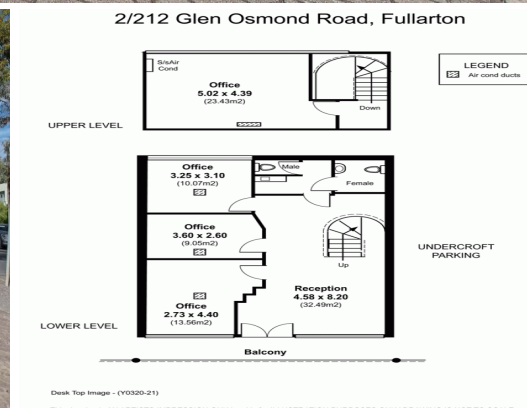 2/212 Glen Osmond Road, Fullarton
LEGEND
Air cond ducts
S/sAir
Cond
Office
5.02 x 4.39
(23.43m2)
Down
UPPER LEVEL
Office
3.25 x 3.10
(10.07m2)
Male
Female
Office
3.60 x 2.60
(9.05m2)
UNDERCROFT
PARKING
Up
Reception
4.58 x 8.20
(32.49m2)
Office
2.73 x 4.40
(13.56m2)
LOWER LEVEL
Balcony
Desk Top Image - (Y0320-21)